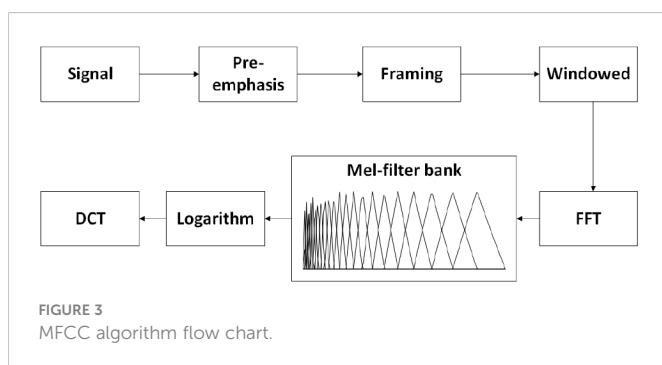 Signal
Pre-
emphasis
Framing
Windowed
Mel-filter bank
DCT
Logarithm
FFT
FIGURE 3
MFCC algorithm flow chart.